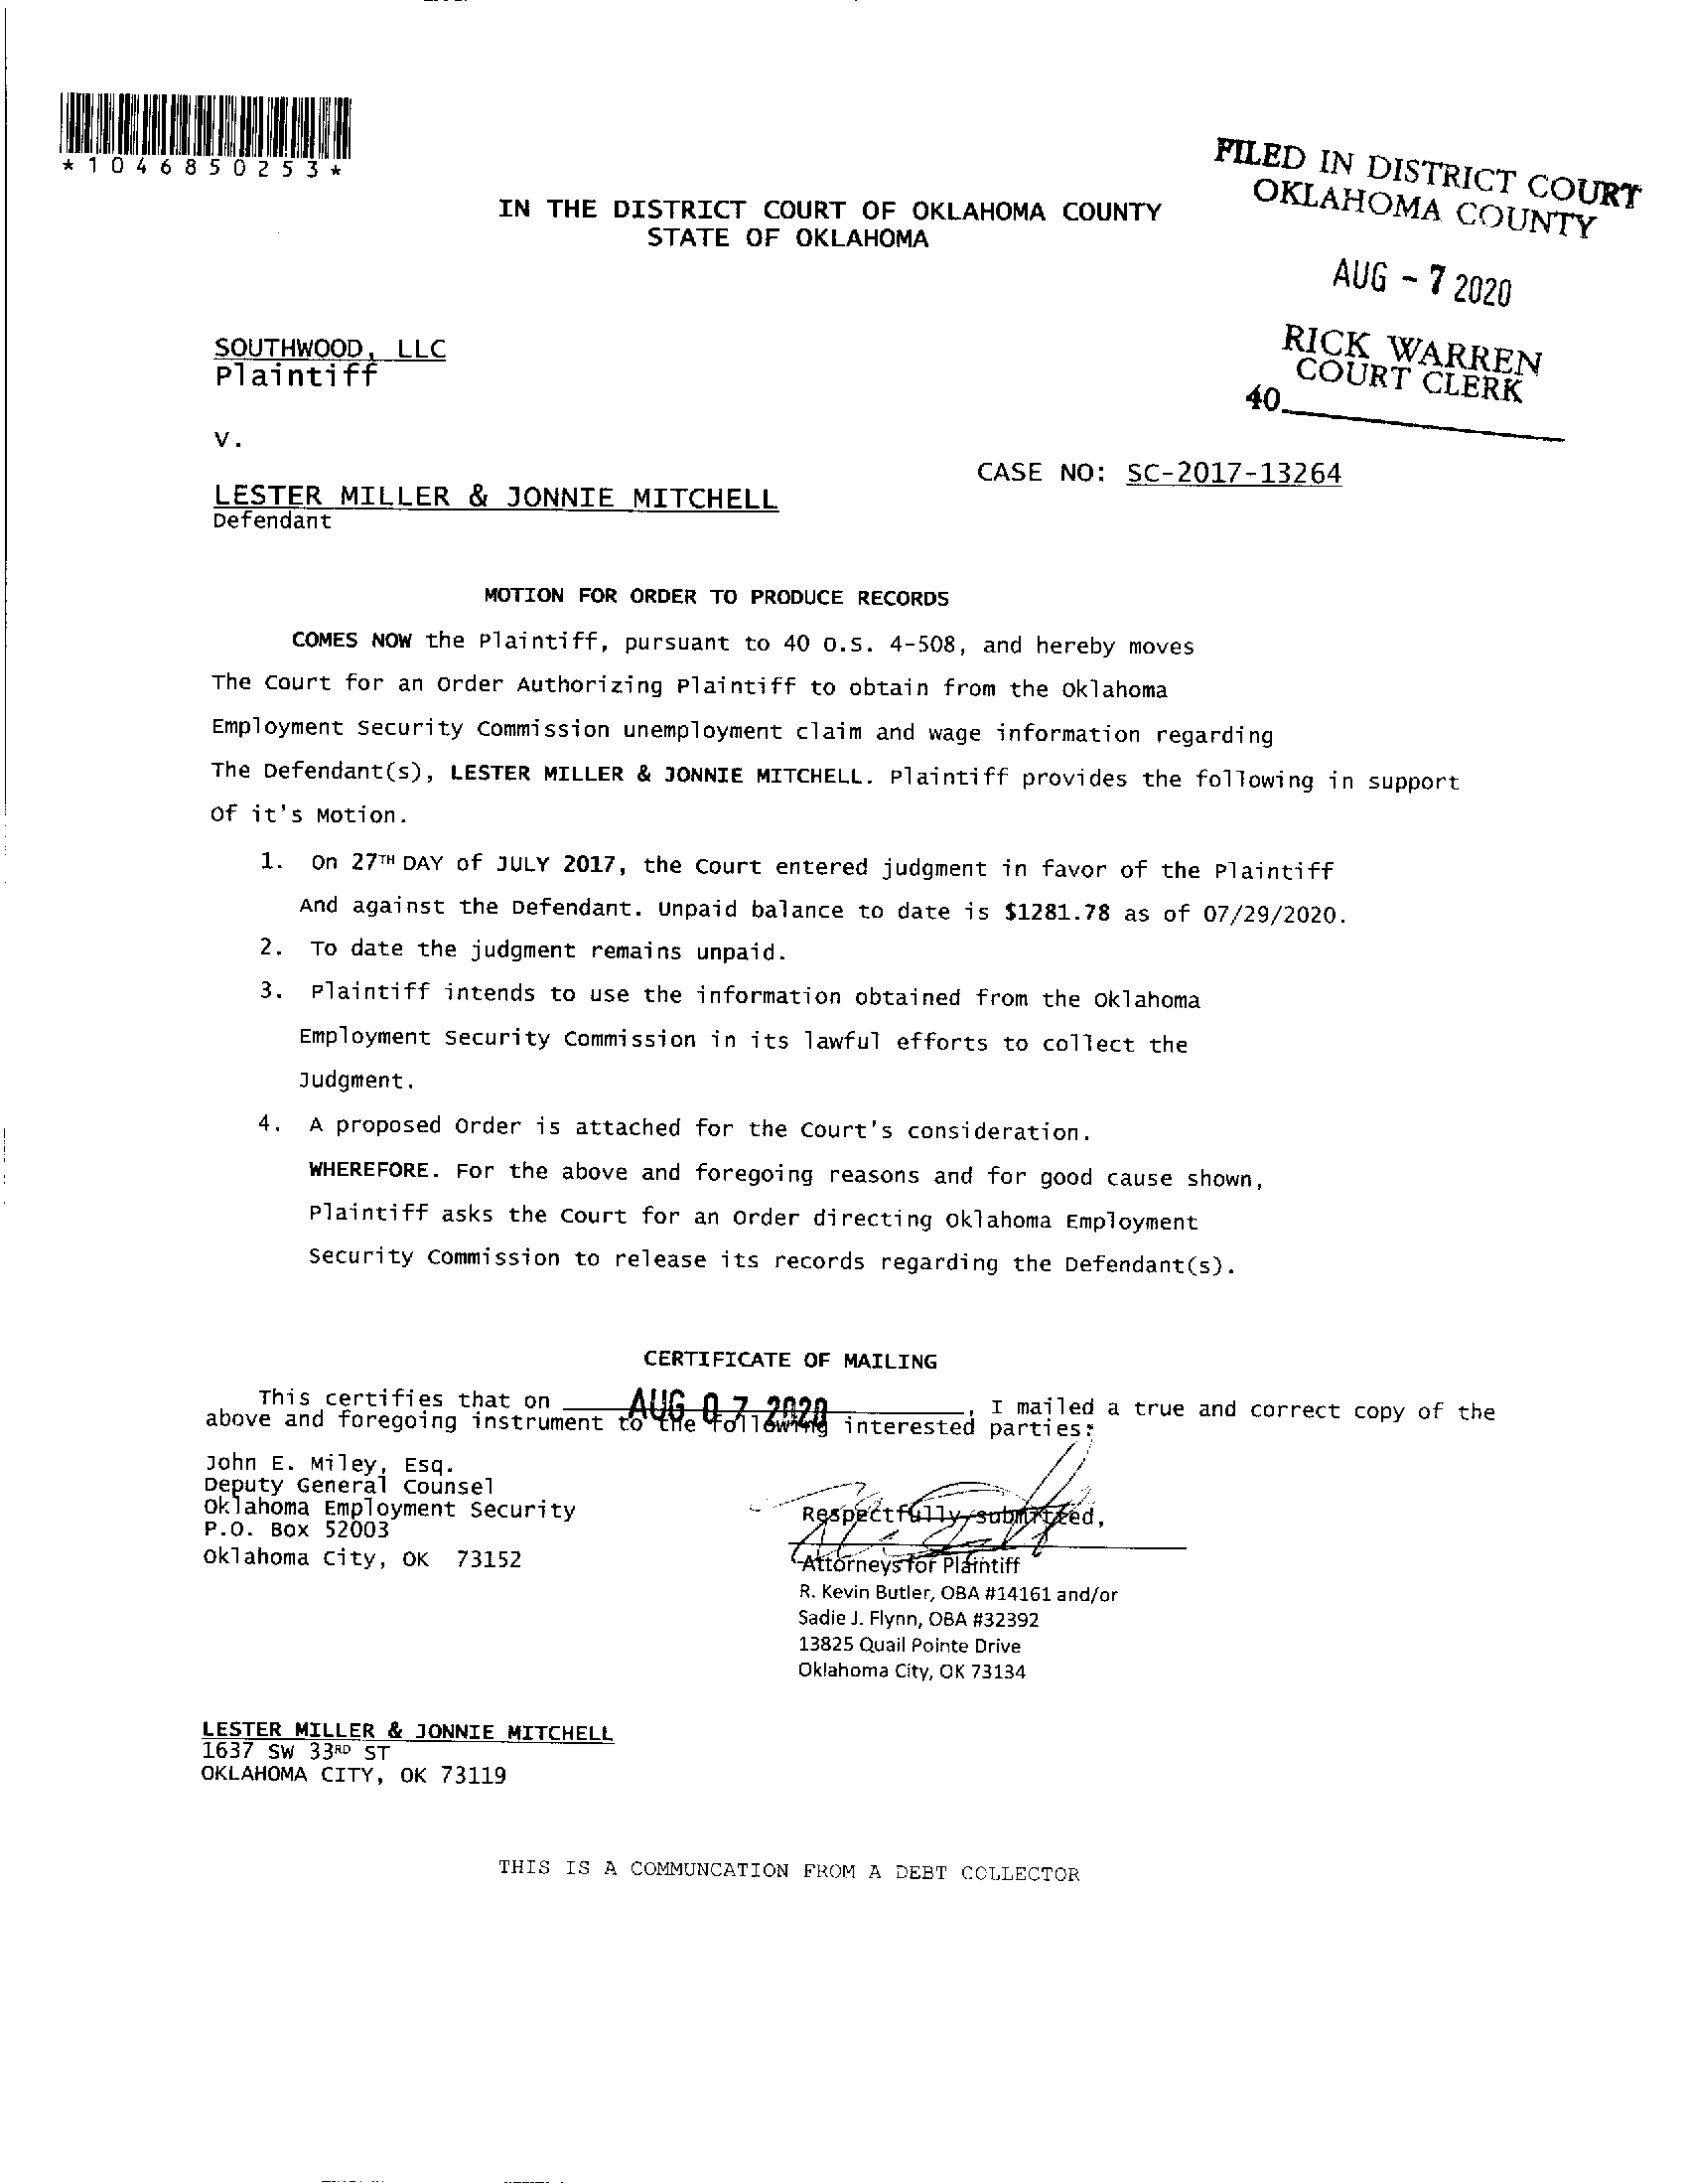 *1046850253*
FILED IN DISTRICT COURT
OKLAHOMA COUNTY
AUG - 7 2020
RICK WARREN
COURT CLERK
40
IN THE DISTRICT COURT OF OKLAHOMA COUNTY
STATE OF OKLAHOMA
SOUTHWOOD, LLC
Plaintiff
v.
CASE NO: SC-2017-13264
LESTER MILLER & JONNIE MITCHELL
Defendant
MOTION FOR ORDER TO PRODUCE RECORDS
COMES NOW the Plaintiff, pursuant to 40 O.S. 4-508, and hereby moves
The Court for an Order Authorizing Plaintiff to obtain from the Oklahoma
Employment Security Commission unemployment claim and wage information regarding
The Defendant(s), LESTER MILLER & JONNIE MITCHELL. Plaintiff provides the following in support
Of it's Motion.
1. On 27TH DAY of JULY 2017, the Court entered judgment in favor of the Plaintiff
And against the Defendant. Unpaid balance to date is $1281.78 as of 07/29/2020.
2. To date the judgment remains unpaid.
3. Plaintiff intends to use the information obtained from the Oklahoma
Employment Security Commission in its lawful efforts to collect the
Judgment.
4. A proposed Order is attached for the Court's consideration.
WHEREFORE. For the above and foregoing reasons and for good cause shown,
Plaintiff asks the Court for an Order directing Oklahoma Employment
Security Commission to release its records regarding the Defendant(s).
CERTIFICATE OF MAILING
This certifies that on AUG 07 2020, I mailed a true and correct copy of the
above and foregoing instrument to the following interested parties:
John E. Miley, Esq.
Deputy General Counsel
Oklahoma Employment Security
P.O. Box 52003
Oklahoma City, OK 73152
Respectfully submitted,
Attorneys for Plaintiff
R. Kevin Butler, OBA #14161 and/or
Sadie J. Flynn, OBA #32392
13825 Quail Pointe Drive
Oklahoma City, OK 73134
LESTER MILLER & JONNIE MITCHELL
1637 SW 33RD ST
OKLAHOMA CITY, OK 73119
THIS IS A COMMUNCATION FROM A DEBT COLLECTOR